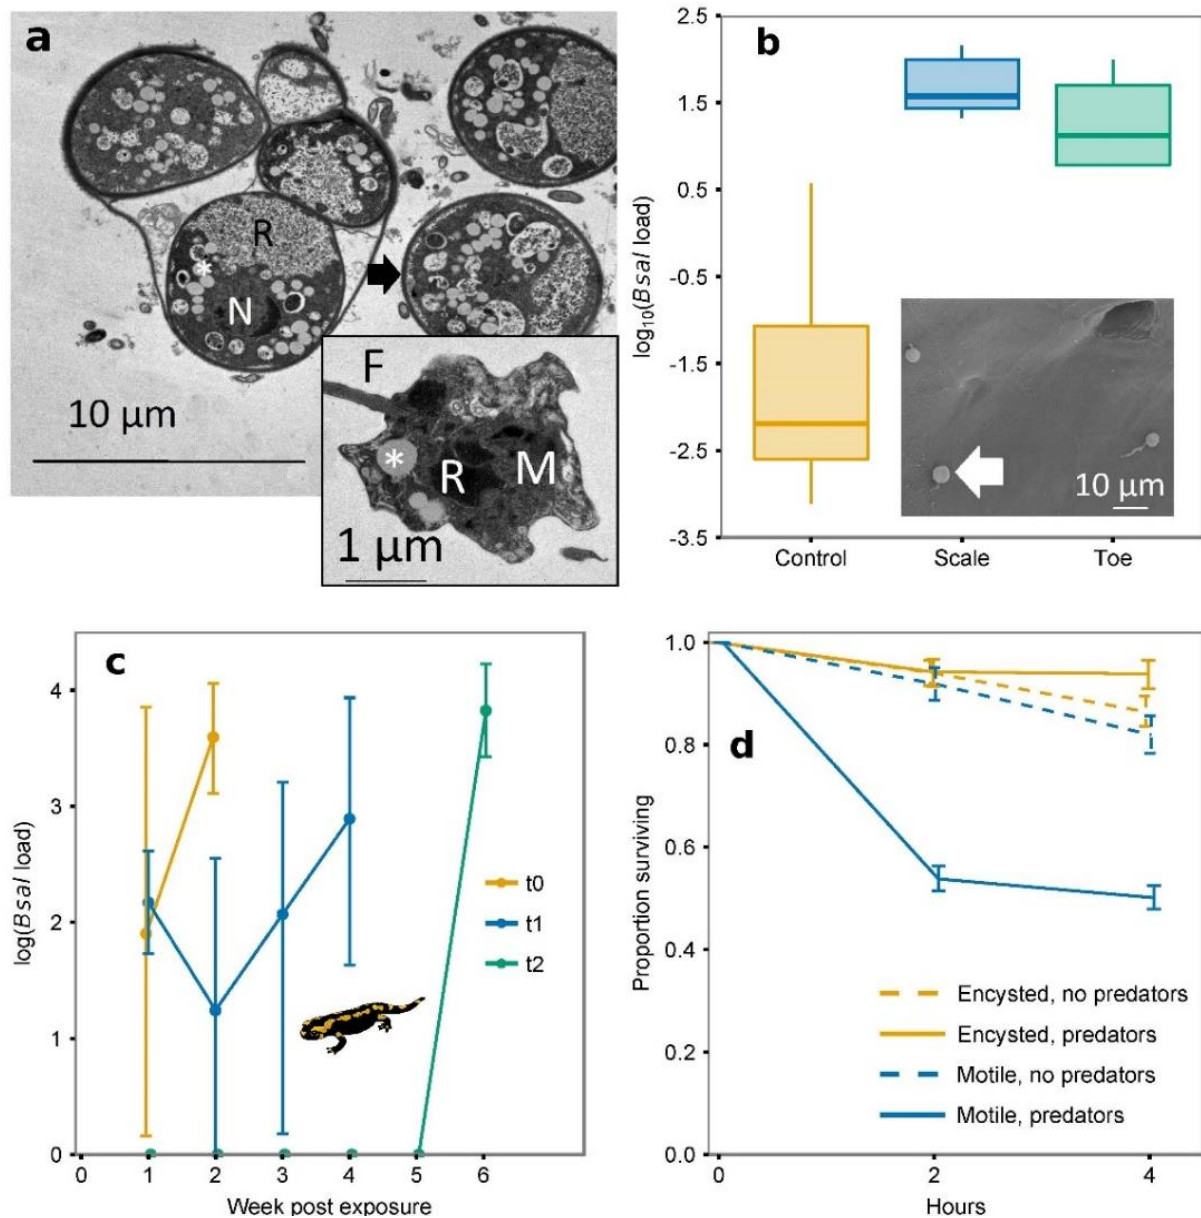 a
R
*
N
10 µm
F
*
R
M
1 µm
b
log10(Bsal load)
2.5
1.5
0.5
-0.5
-1.5
-2.5
-3.5
10 µm
Control
Scale
Toe
c
log(Bsal load)
4
3
2
1
0
t0
t1
t2
0
1
2
3
4
5
6
Week post exposure
d
Proportion surviving
1.0
0.8
0.6
0.4
0.2
0.0
Encysted, no predators
Encysted, predators
Motile, no predators
Motile, predators
0
2
4
Hours